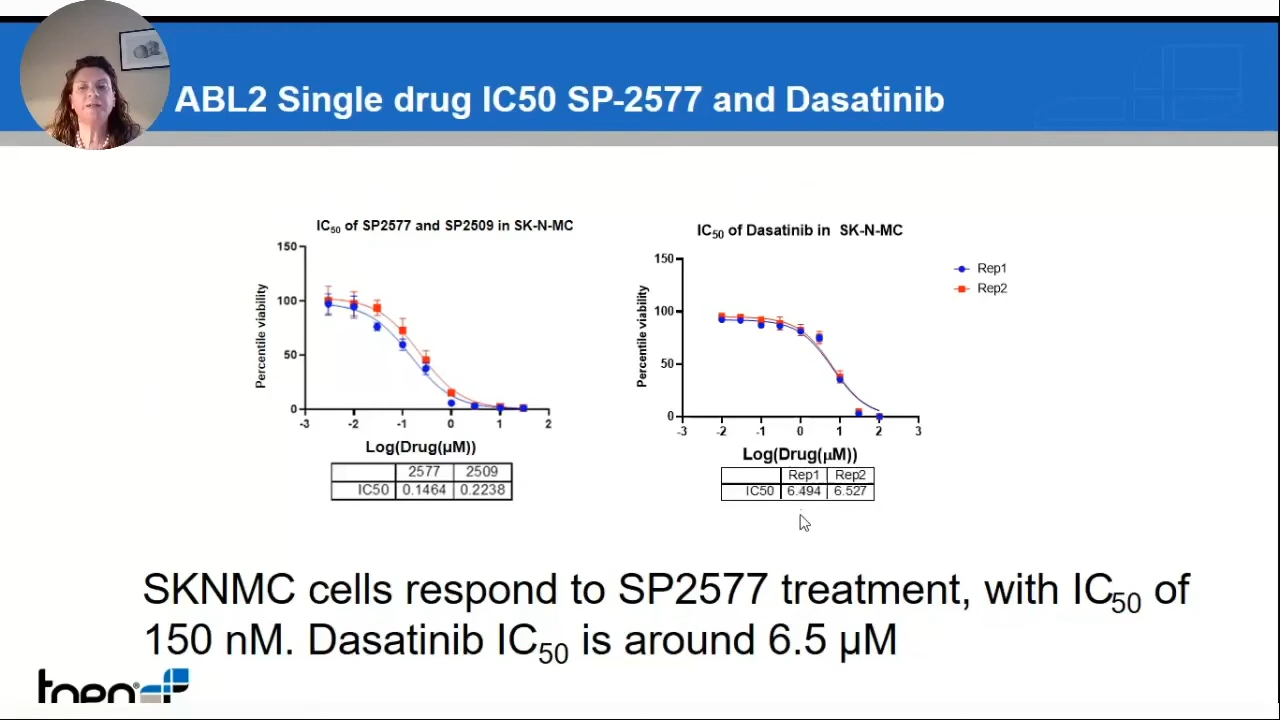 ABL2 Single drug IC50 SP-2577 and Dasatinib
IC50 of SP2577 and SP2509 in SK-N-MC
150
100
50
0
Percentile viability
-3 -2 -1 0 1 2
Log(Drug(µM))
2577 2509
IC50 0.1464 0.2238
IC50 of Dasatinib in SK-N-MC
150
100
50
0
Percentile viability
-3 -2 -1 0 1 2 3
Log(Drug(µM))
Rep1 Rep2
IC50 6.494 6.527
Rep1
Rep2
SKNMC cells respond to SP2577 treatment, with IC50 of
150 nM. Dasatinib IC50 is around 6.5 µM